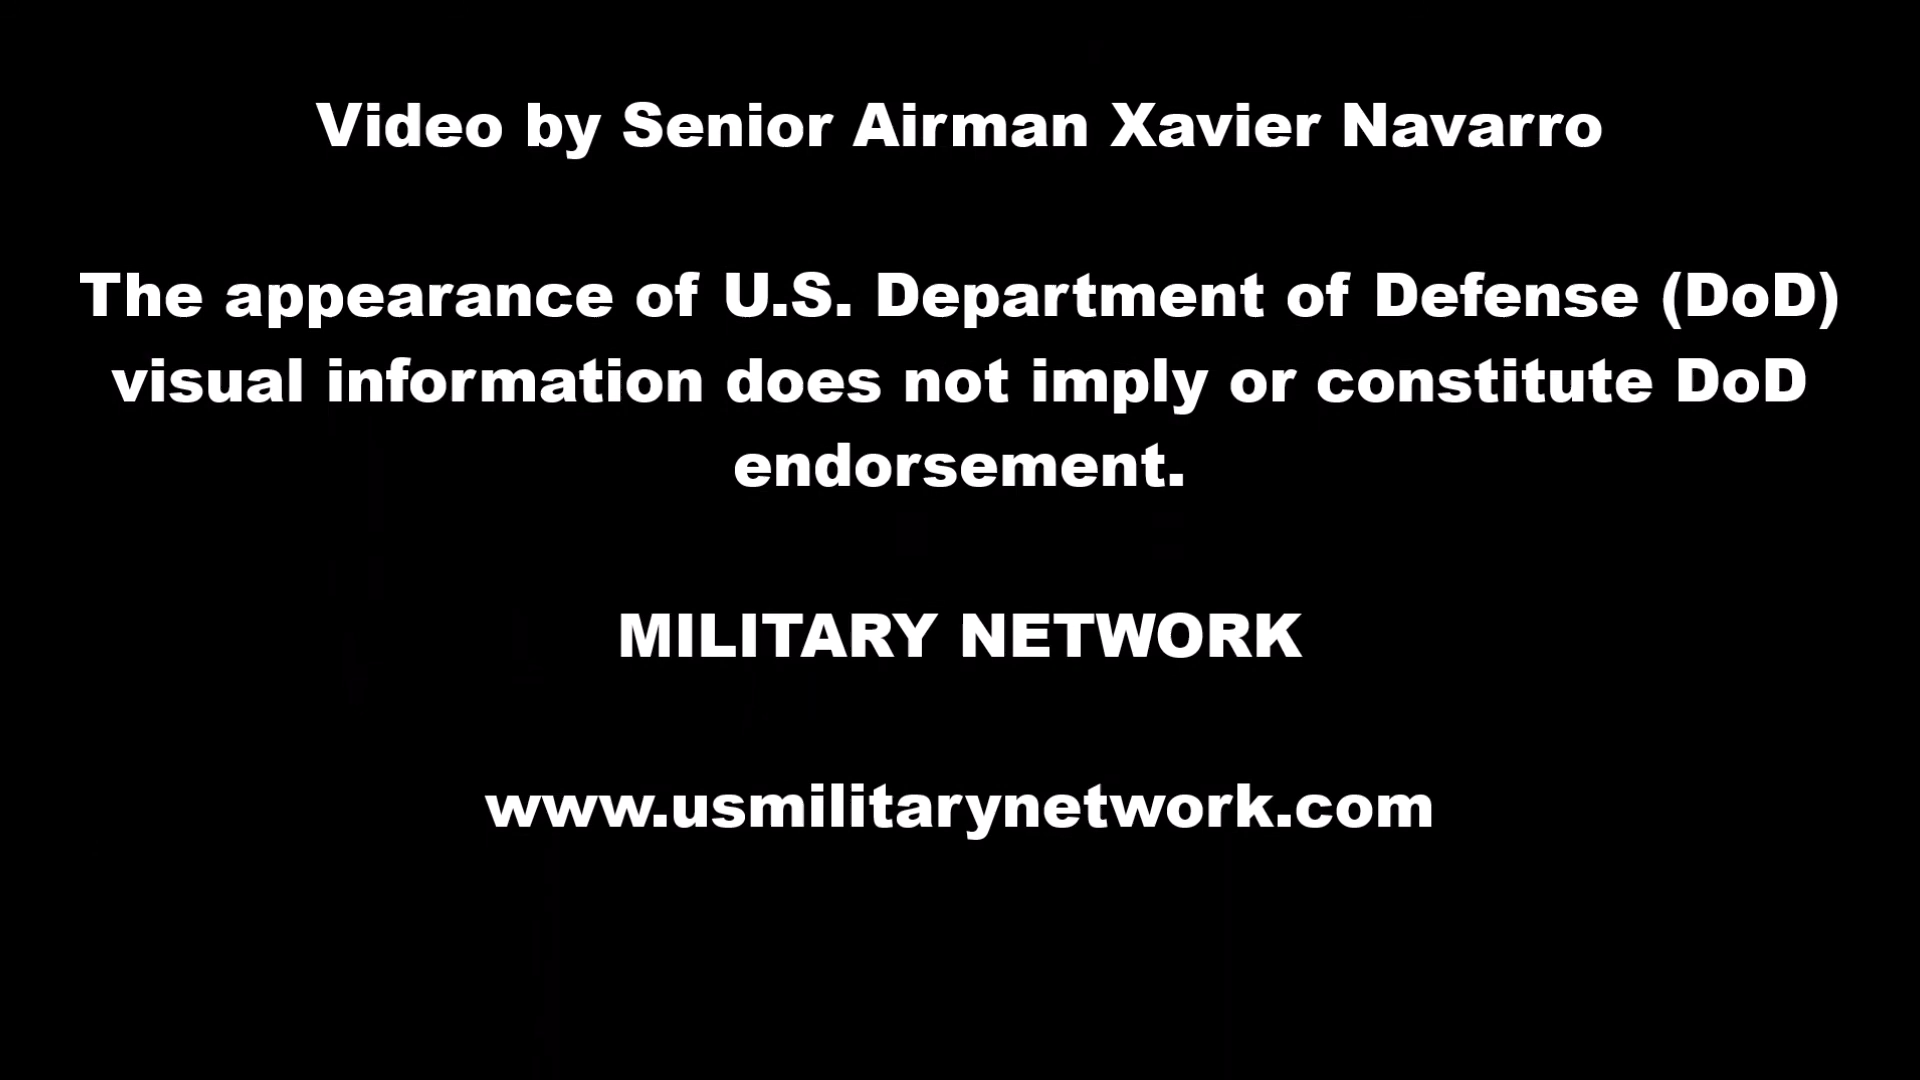 Video by Senior Airman Xavier Navarro
The appearance of U.S. Department of Defense (DoD)
visual information does not imply or constitute DoD
endorsement.
MILITARY NETWORK
www.usmilitarynetwork.com